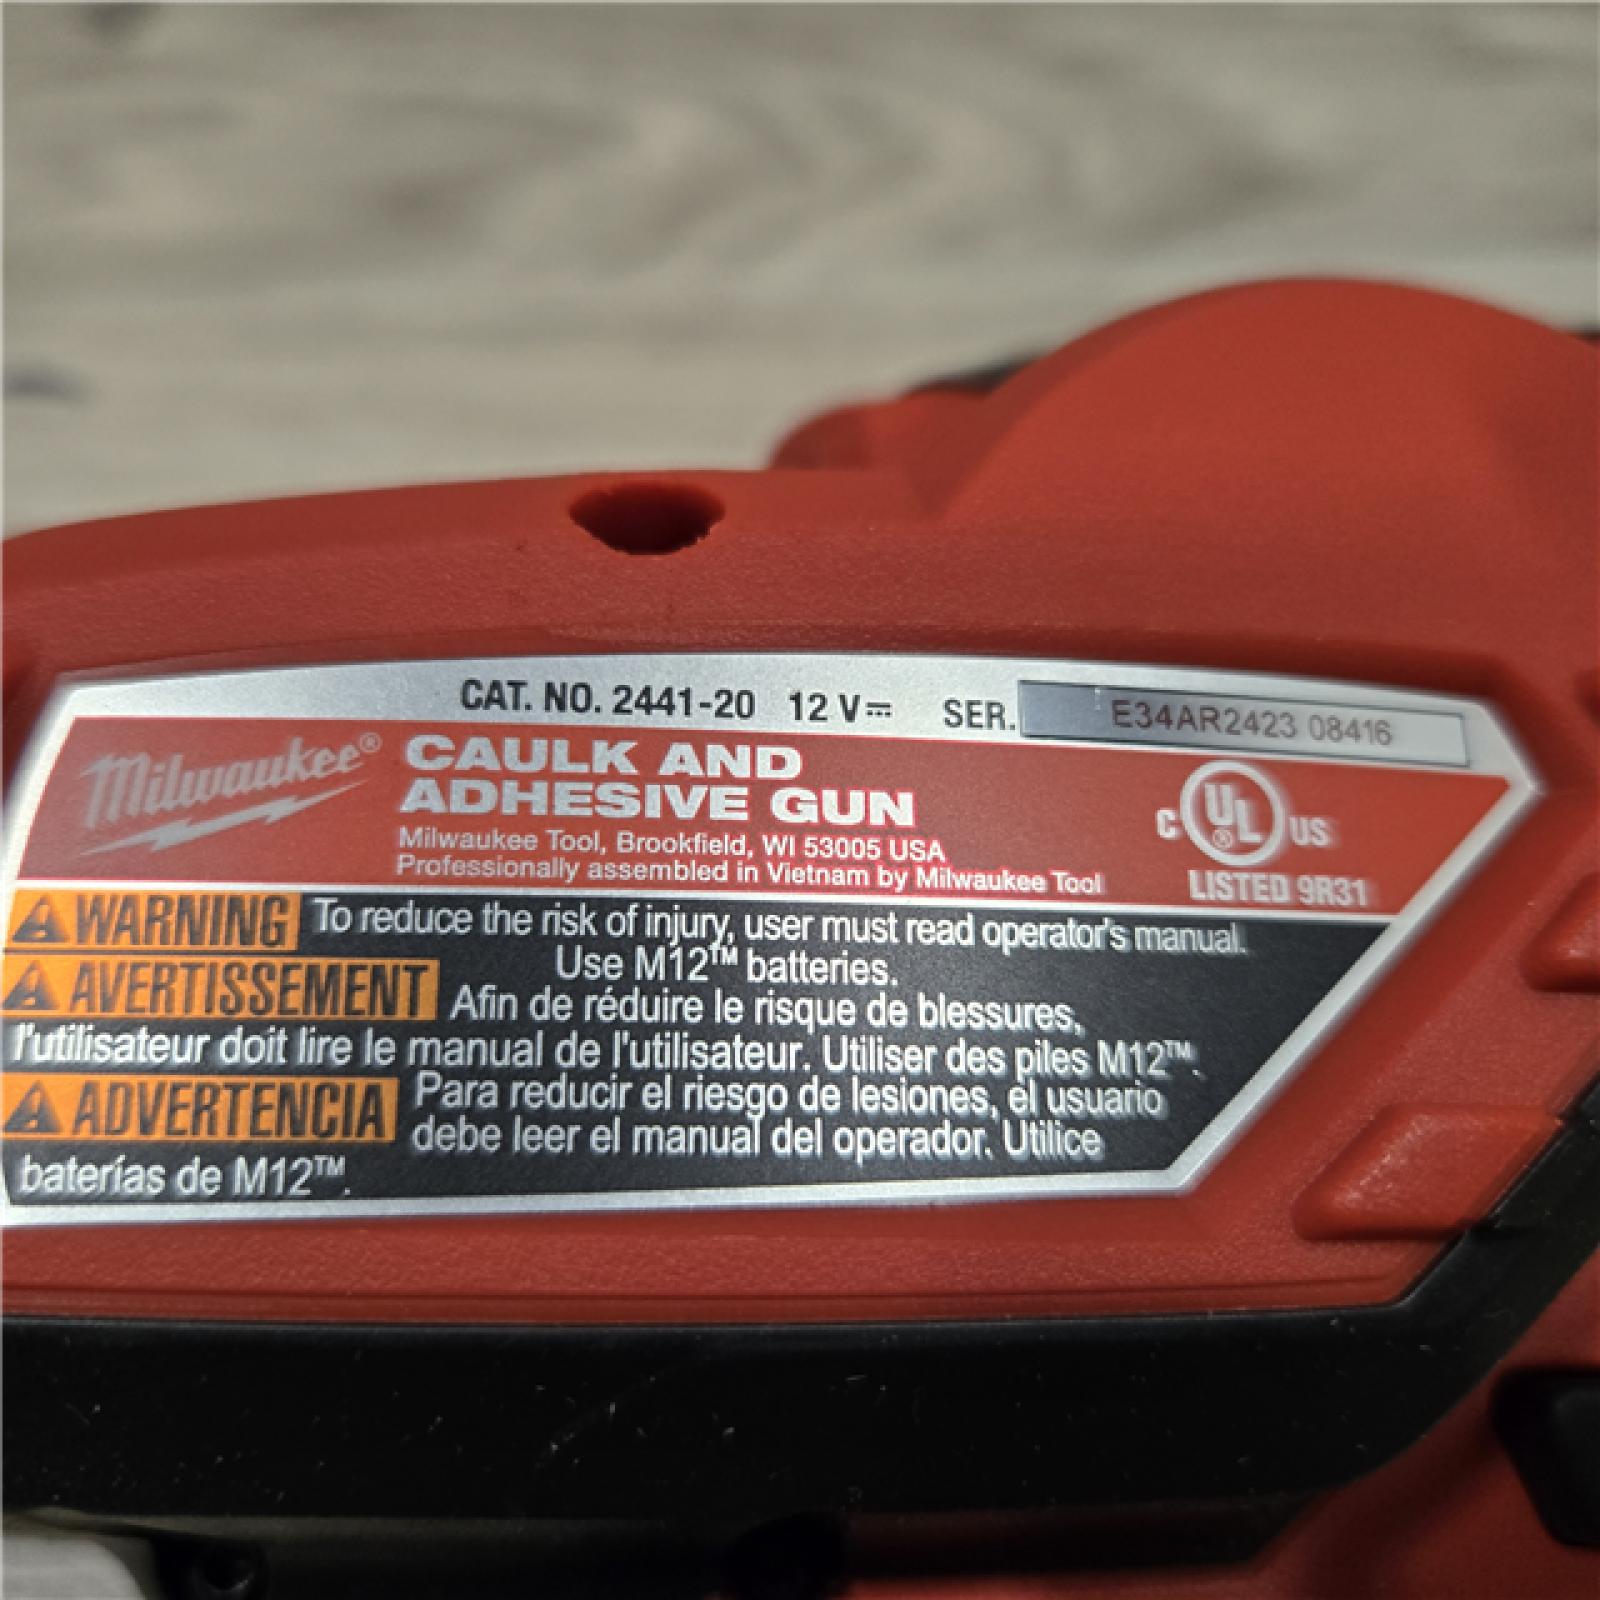 CAT. NO. 2441-20 12 V⎓ SER. E34AR2423 08416
Milwaukee®
CAULK AND
ADHESIVE GUN
Milwaukee Tool, Brookfield, WI 53005 USA
Professionally assembled in Vietnam by Milwaukee Tool
C UL® US
LISTED 9R31
WARNING To reduce the risk of injury, user must read operator's manual.
Use M12™ batteries.
AVERTISSEMENT Afin de réduire le risque de blessures,
l'utilisateur doit lire le manual de l'utilisateur. Utiliser des piles M12™.
ADVERTENCIA Para reducir el riesgo de lesiones, el usuario
debe leer el manual del operador. Utilice
baterías de M12™.